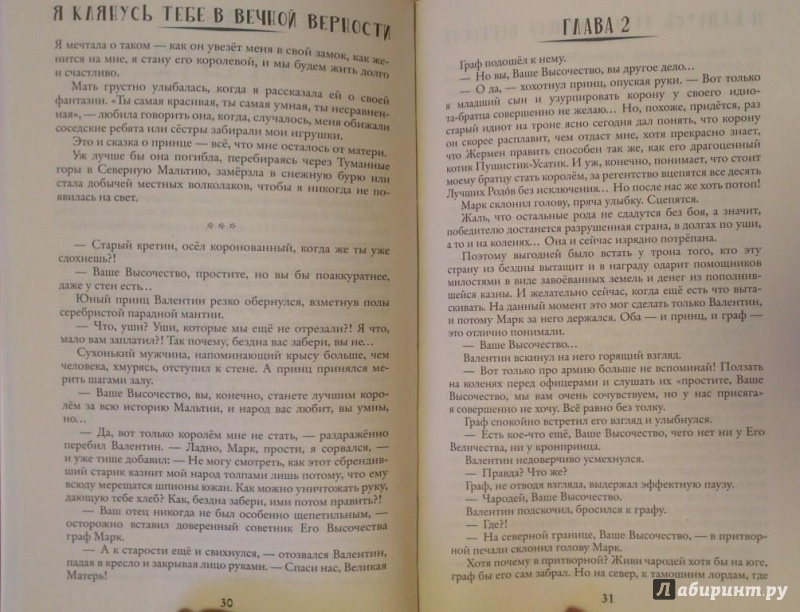 Я КЛЯНУСЬ ТЕБЕ В ВЕЧНОЙ ВЕРНОСТИ
Я мечтала о таком — как он увезёт меня в свой замок, как же-
нится на мне, я стану его королевой, и мы будем жить долго
и счастливо.
Мать грустно улыбалась, когда я рассказала ей о своей
фантазии. «Ты самая красивая, ты самая умная, ты несравнен-
ная», — любила говорить она, когда, случалось, меня обижали
соседские ребята или сёстры забирали мои игрушки.
Это и сказка о принце — всё, что мне осталось от матери.
Уж лучше бы она погибла, перебираясь через Туманные
горы в Северную Мальтию, замёрзла в снежную бурю или
стала добычей местных волколаков, чтобы я никогда не по-
явилась на свет.
* * *
— Старый кретин, осёл коронованный, когда же ты уже
сдохнешь?!
— Ваше Высочество, простите, но вы бы поаккуратнее,
даже у стен есть...
Юный принц Валентин резко обернулся, взметнув полы
серебристой парадной мантии.
— Что, уши? Уши, которые мы ещё не отрезали?! Я что,
мало вам заплатил?! Так почему, бездна вас забери, вы не...
Сухонький мужчина, напоминающий крысу больше, чем
человека, хмурясь, отступил к стене. А принц принялся ме-
рить шагами залу.
— Ваше Высочество, вы, конечно, станете лучшим коро-
лём за всю историю Мальтии, и народ вас любит, вы умны,
но...
— Да, вот только королём мне не стать, — раздражённо
перебил Валентин. — Ладно, Марк, прости, я сорвался, —
и уже тише добавил: — Не могу смотреть, как этот сбрендив-
ший старик казнит мой народ толпами лишь потому, что ему
всюду мерещатся шпионы южан. Как можно уничтожать руку,
дающую тебе хлеб? Как, бездна забери, ими потом править?!
— Ваш отец никогда не был особенно щепетильным, —
осторожно вставил доверенный советник Его Высочества
граф Марк.
— А к старости ещё и свихнулся, — отозвался Валентин,
падая в кресло и закрывая лицо руками. — Спаси нас, Великая
Матерь!
30
ГЛАВА 2
Граф подошёл к нему.
— Но вы, Ваше Высочество, вы другое дело...
— О да, — хохотнул принц, опуская руки. — Вот только
я младший сын и узурпировать корону у своего идио-
та-братца совершенно не желаю... Но, похоже, придётся, раз
старый идиот на троне ясно сегодня дал понять, что корону
он скорее расплавит, чем отдаст мне, хотя прекрасно знает,
что Жермен править способен так же, как его драгоценный
котик Пушистик-Усатик. И уж, конечно, понимает, что стоит
моему братцу стать королём, за регентство вцепятся все десять
Лучших Родóв без исключения... Но после нас же хоть потоп!
Марк склонил голову, пряча улыбку. Сцепятся.
Жаль, что остальные рода не сдадутся без боя, а значит,
победителю достанется разрушенная страна, в долгах по уши,
а то и на коленях... Она и сейчас изрядно потрёпана.
Поэтому выгодней было встать у трона того, кто эту
страну из бездны вытащит и в награду одарит помощников
милостями в виде завоёванных земель и денег из пополнив-
шейся казны. И желательно сейчас, когда ещё есть что выта-
скивать. На данный момент это мог сделать только Валентин,
и потому Марк за него держался. Оба — и принц, и граф —
это отлично понимали.
— Ваше Высочество...
Валентин вскинул на него горящий взгляд.
— Вот только про армию больше не вспоминай! Ползать
на коленях перед офицерами и слушать их «простите, Ваше
Высочество, мы вам очень сочувствуем, но у нас присяга»
я совершенно не хочу. Всё равно без толку.
Граф спокойно встретил его взгляд и улыбнулся.
— Есть кое-что ещё, Ваше Высочество, чего нет ни у Его
Величества, ни у кронпринца.
Валентин недоверчиво усмехнулся.
— Правда? Что же?
Граф, не отводя взгляда, выдержал эффектную паузу.
— Чародей, Ваше Высочество.
Валентин подскочил, бросился к графу.
— Где?!
— На северной границе, Ваше Высочество, — в притвор-
ной печали склонил голову Марк.
Хотя почему в притворной? Живи чародей хотя бы на юге,
граф бы его сам забрал. Но на север, к тамошним лордам, где
31
Лабиринт.ру